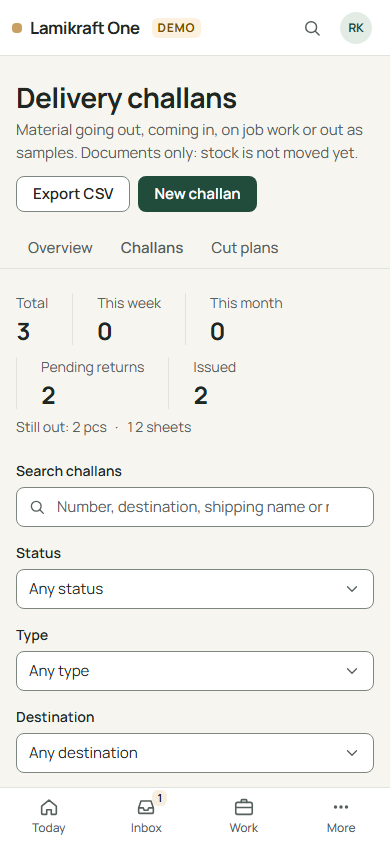 Lamikraft One DEMO RK
Delivery challans
Material going out, coming in, on job work or out as
samples. Documents only: stock is not moved yet.
Export CSV New challan
Overview Challans Cut plans
Total This week This month
3 0 0
Pending returns Issued
2 2
Still out: 2 pcs · 12 sheets
Search challans
Number, destination, shipping name or r
Status
Any status
Type
Any type
Destination
Any destination
1
Today Inbox Work More